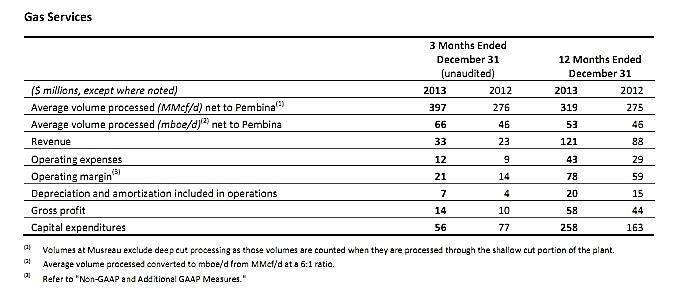 Gas Services
3 Months Ended
December 31
(unaudited)
12 Months Ended
December 31
($ millions, except where noted) 2013 2012 2013 2012
Average volume processed (MMcf/d) net to Pembina(1) 397 276 319 275
Average volume processed (mboe/d)(2) net to Pembina 66 46 53 46
Revenue 33 23 121 88
Operating expenses 12 9 43 29
Operating margin(3) 21 14 78 59
Depreciation and amortization included in operations 7 4 20 15
Gross profit 14 10 58 44
Capital expenditures 56 77 258 163
(1) Volumes at Musreau exclude deep cut processing as those volumes are counted when they are processed through the shallow cut portion of the plant.
(2) Average volume processed converted to mboe/d from MMcf/d at a 6:1 ratio.
(3) Refer to "Non-GAAP and Additional GAAP Measures."